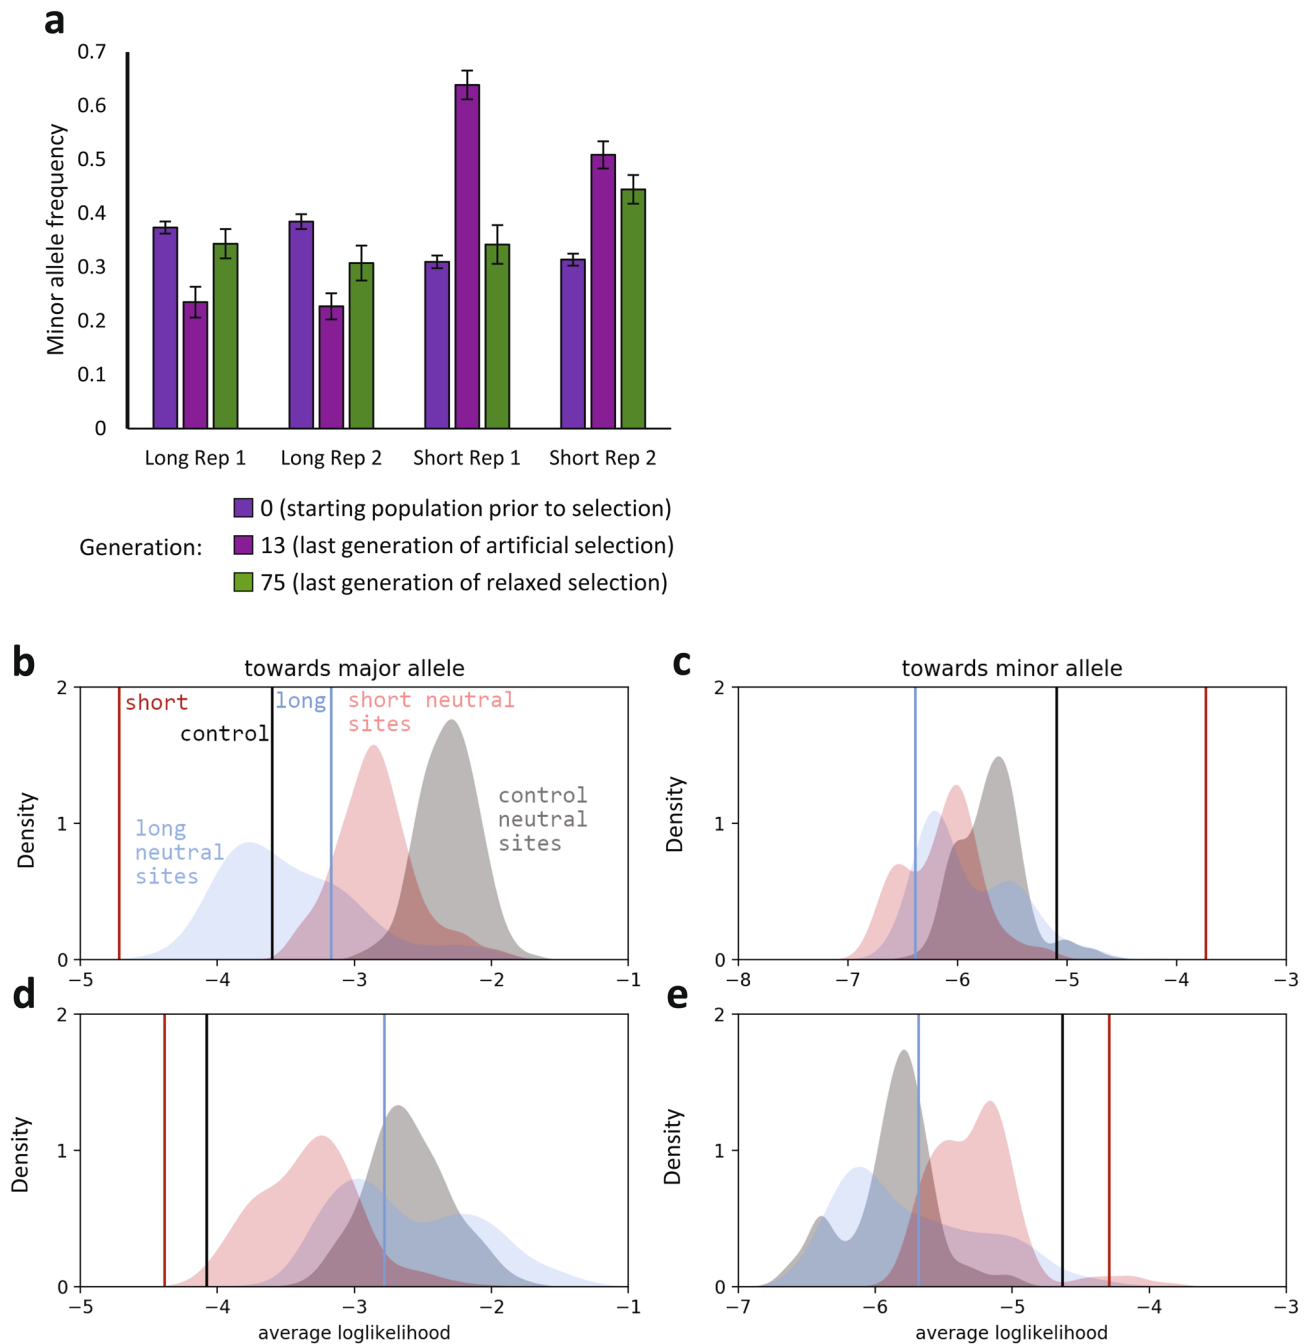 a
0.7
0.6
0.5
0.4
0.3
0.2
0.1
0
Minor allele frequency
Long Rep 1
Long Rep 2
Short Rep 1
Short Rep 2
Generation:
0 (starting population prior to selection)
13 (last generation of artificial selection)
75 (last generation of relaxed selection)
b
towards major allele
2
1
0
Density
short
control
long
short neutral
sites
long
neutral
sites
control
neutral
sites
−5
−4
−3
−2
−1
c
towards minor allele
2
1
0
Density
−8
−7
−6
−5
−4
−3
d
2
1
0
Density
−5
−4
−3
−2
−1
average loglikelihood
e
2
1
0
Density
−7
−6
−5
−4
−3
average loglikelihood